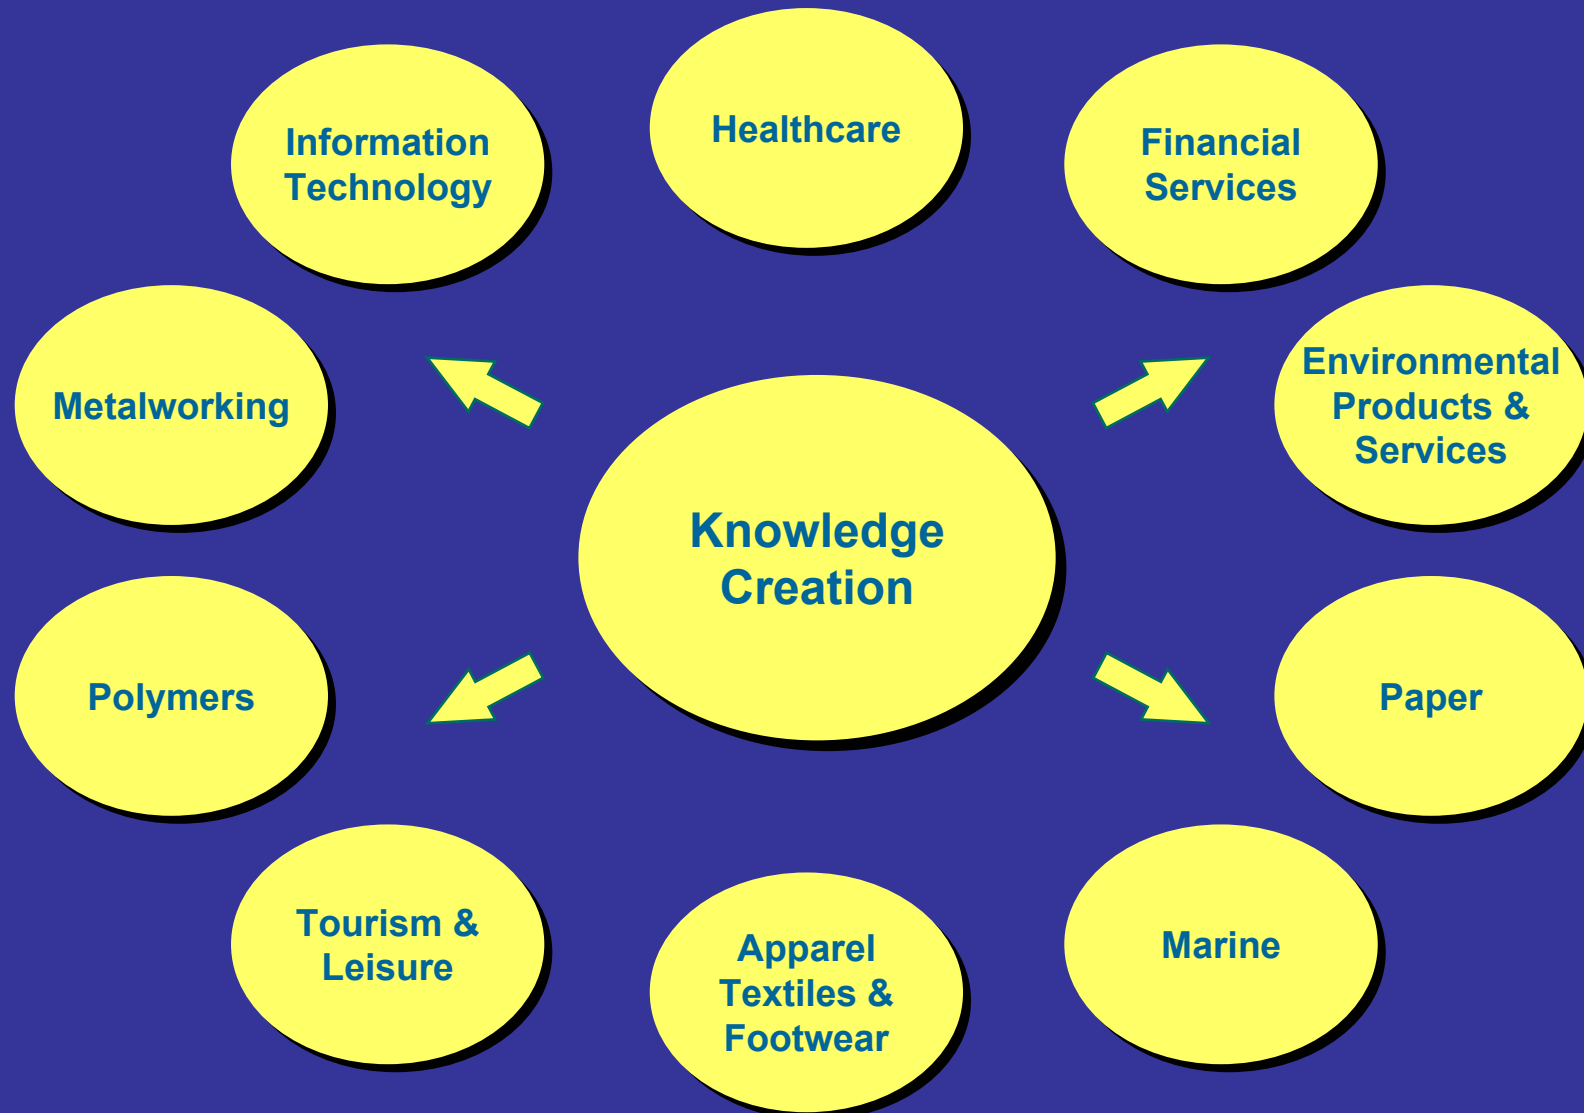 Healthcare
Information
Technology
Financial
Services
Metalworking
Environmental
Products &
Services
Knowledge
Creation
Polymers
Paper
Tourism &
Leisure
Apparel
Textiles &
Footwear
Marine